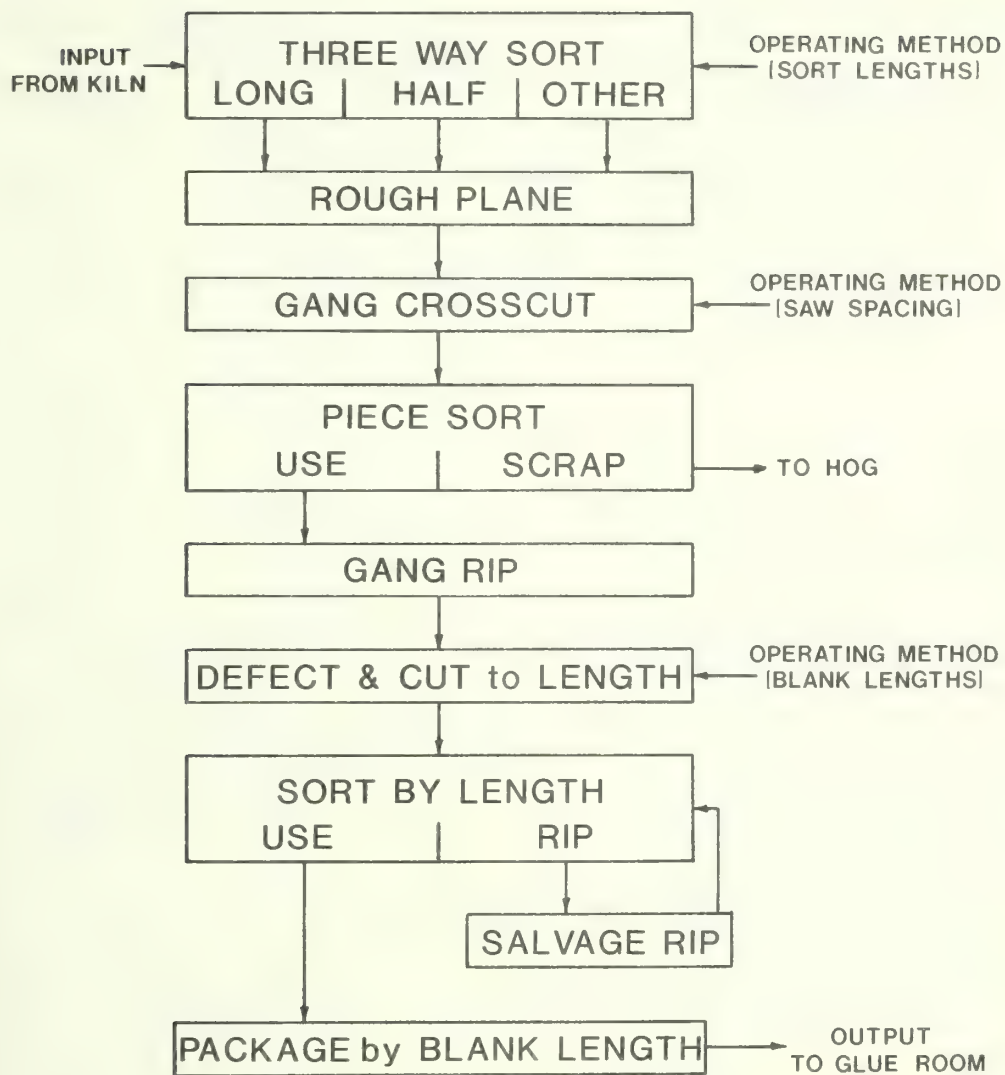 INPUT
FROM KILN
THREE WAY SORT
LONG | HALF | OTHER
OPERATING METHOD
(SORT LENGTHS)
ROUGH PLANE
GANG CROSSCUT
OPERATING METHOD
(SAW SPACING)
PIECE SORT
USE | SCRAP
TO HOG
GANG RIP
DEFECT & CUT to LENGTH
OPERATING METHOD
(BLANK LENGTHS)
SORT BY LENGTH
USE | RIP
SALVAGE RIP
PACKAGE by BLANK LENGTH
OUTPUT
TO GLUE ROOM